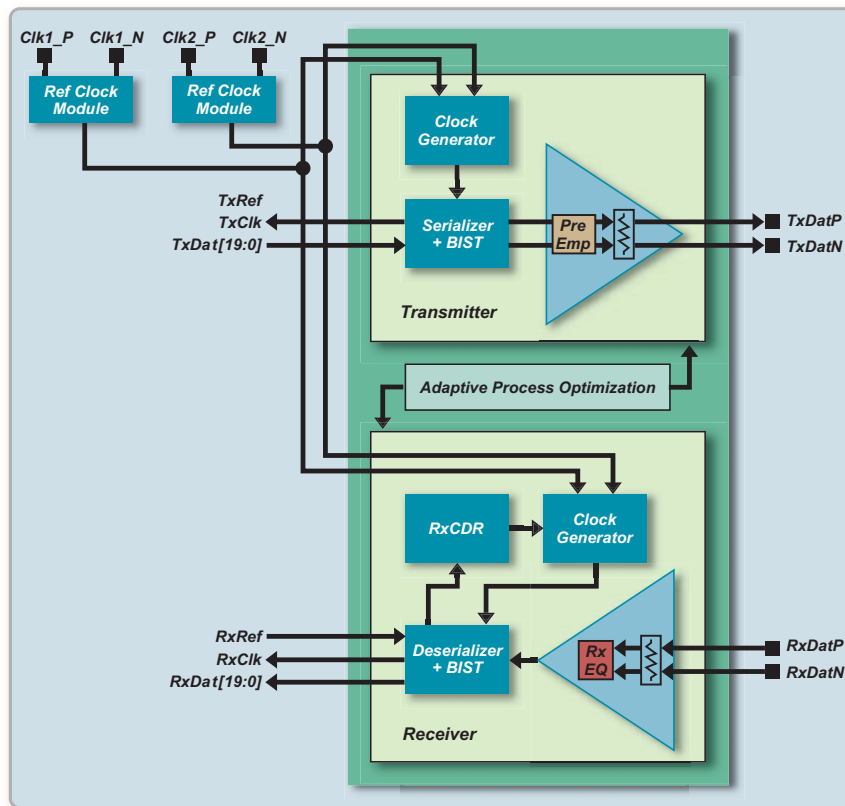 Clk1_P Clk1_N Clk2_P Clk2_N
Ref Clock
Module
Ref Clock
Module
Clock
Generator
TxRef
TxClk
TxDat[19:0]
Serializer
+ BIST
Pre
Emp
TxDatP
TxDatN
Transmitter
Adaptive Process Optimization
RxCDR
Clock
Generator
RxRef
RxClk
RxDat[19:0]
Deserializer
+ BIST
Rx
EQ
RxDatP
RxDatN
Receiver